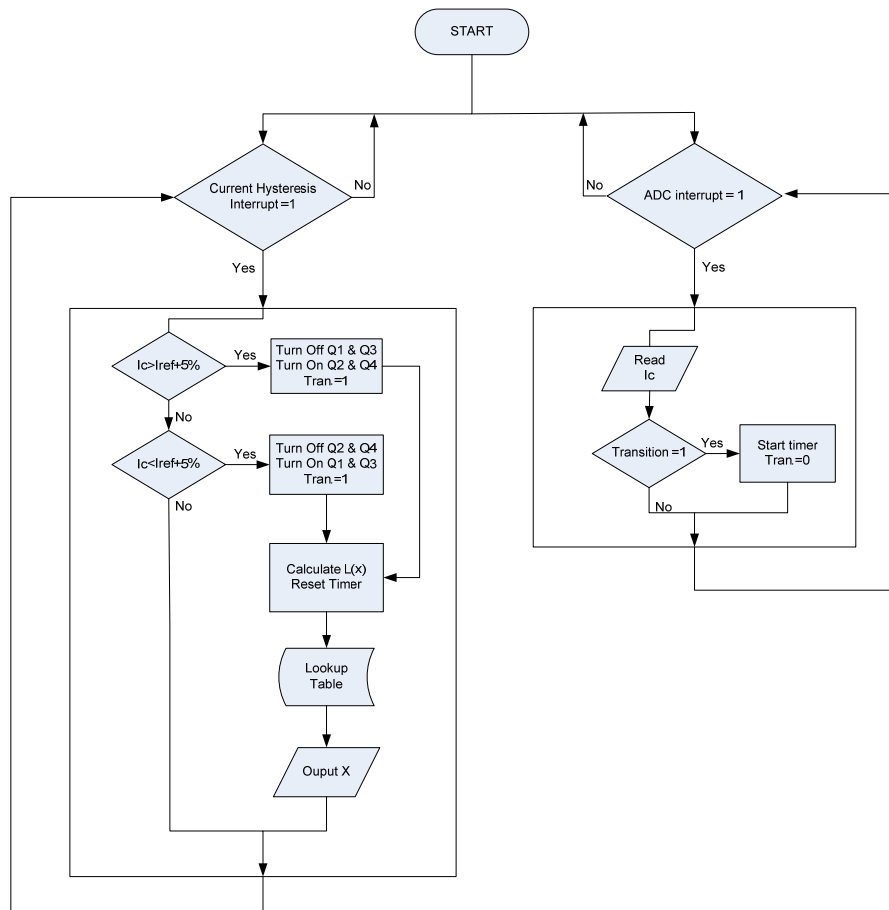 START
Current Hysteresis
Interrupt =1
No
Yes
No
ADC interrupt = 1
Yes
Ic>Iref+5%
Yes
Turn Off Q1 & Q3
Turn On Q2 & Q4
Tran.=1
No
Ic<Iref+5%
Yes
Turn Off Q2 & Q4
Turn On Q1 & Q3
Tran.=1
No
Calculate L(x)
Reset Timer
Lookup
Table
Ouput X
Read
Ic
Transition =1
Yes
Start timer
Tran.=0
No